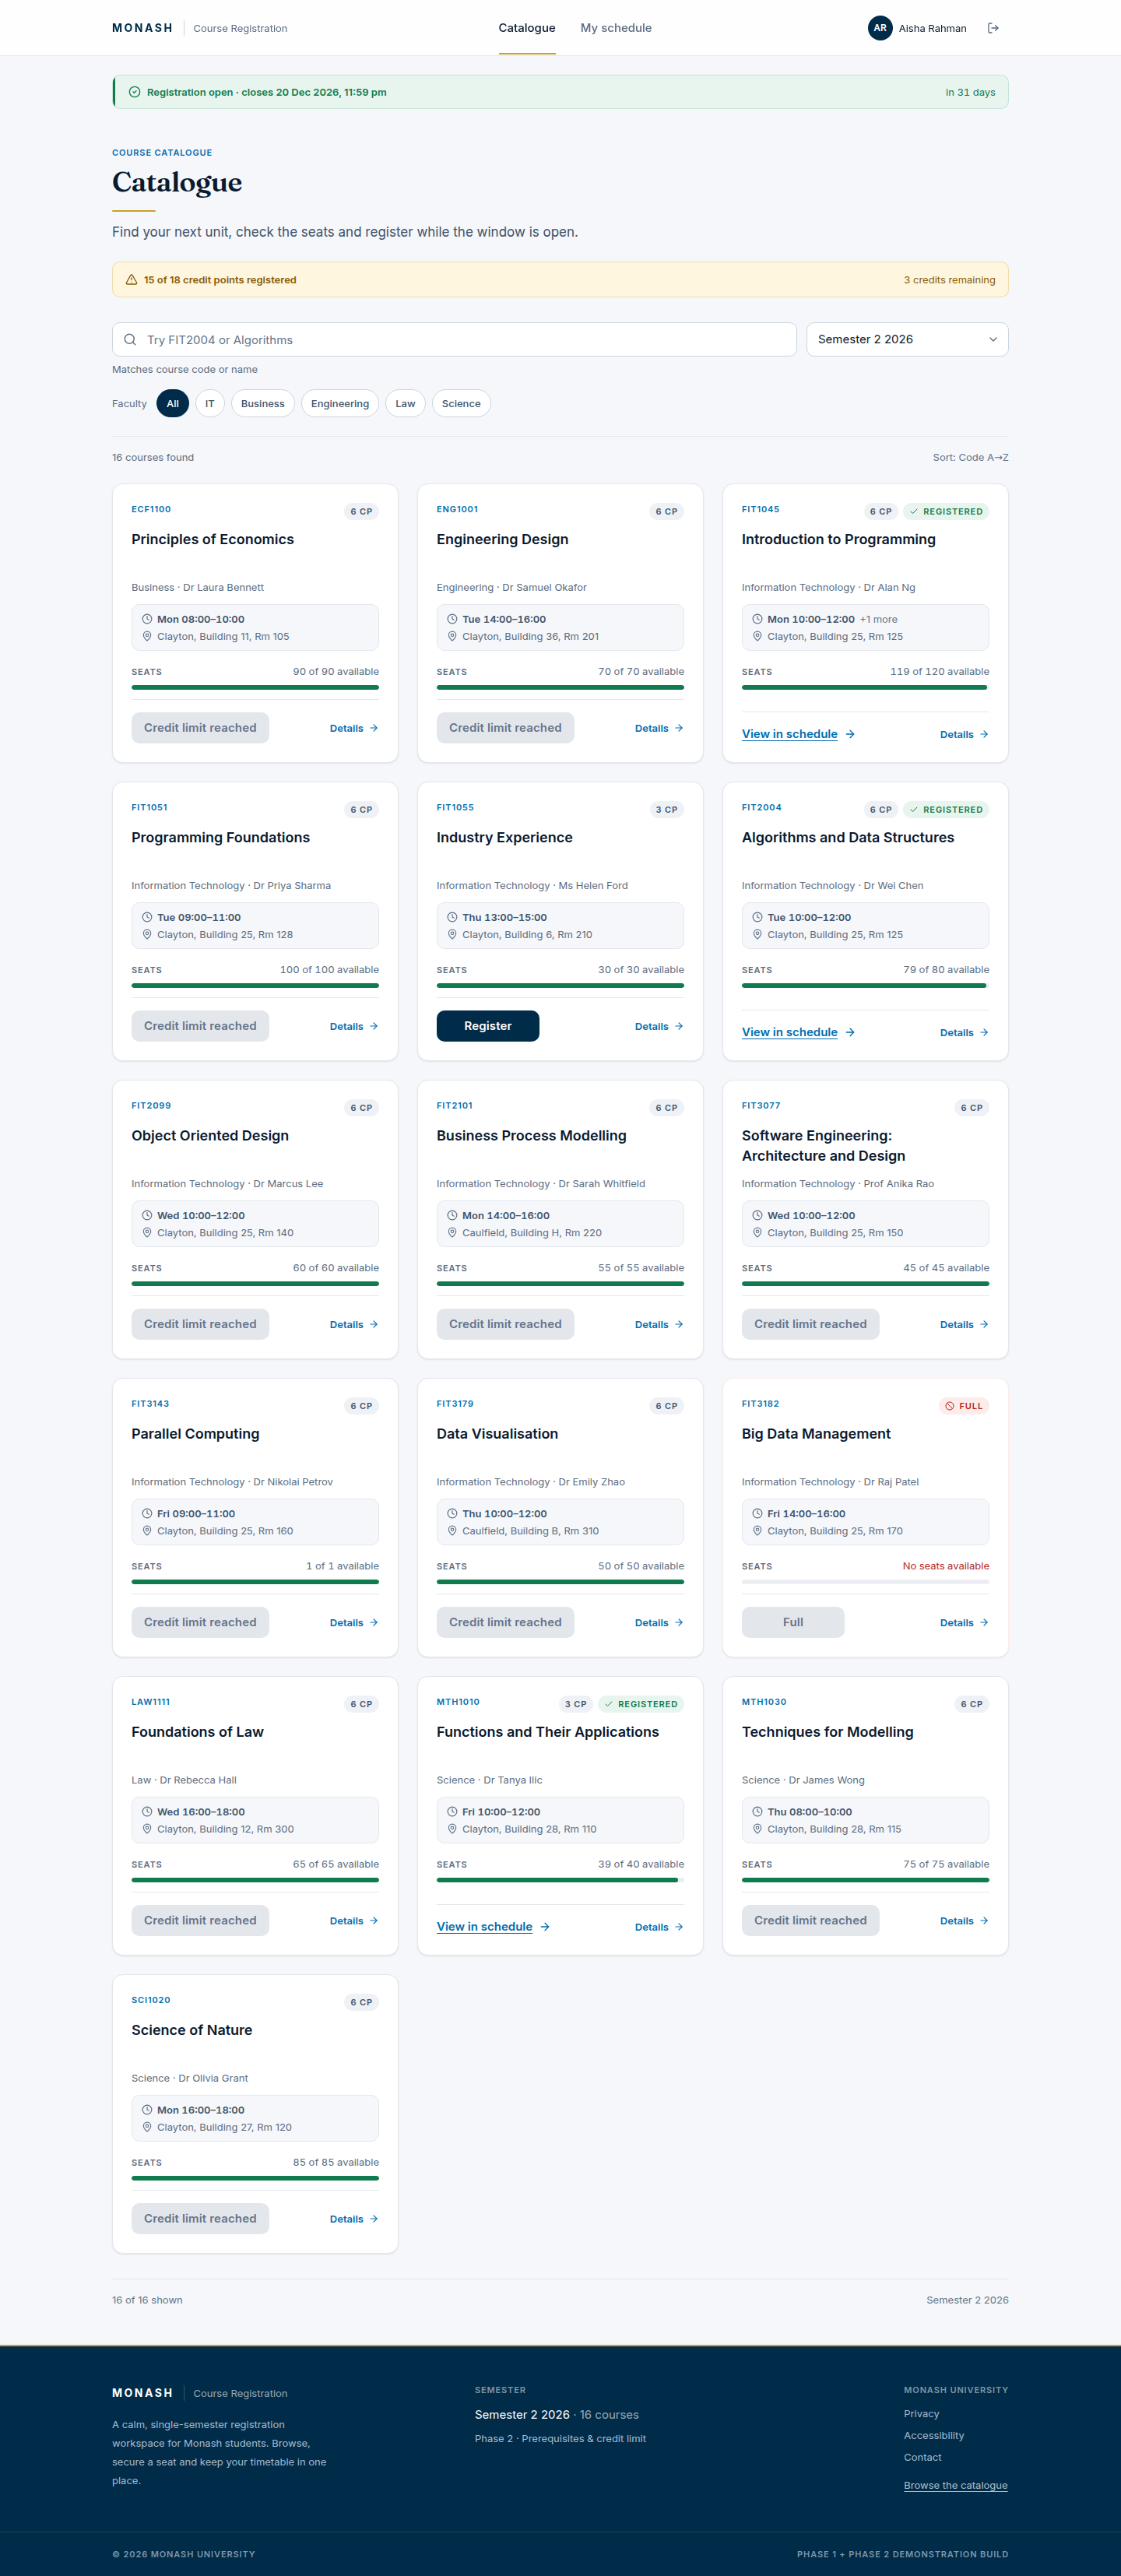 MONASH
Course Registration
Catalogue
My schedule
AR
Aisha Rahman
Registration open · closes 20 Dec 2026, 11:59 pm
in 31 days
COURSE CATALOGUE
Catalogue
Find your next unit, check the seats and register while the window is open.
15 of 18 credit points registered
3 credits remaining
Try FIT2004 or Algorithms
Semester 2 2026
Matches course code or name
Faculty
All
IT
Business
Engineering
Law
Science
16 courses found
Sort: Code A→Z
ECF1100
6 CP
Principles of Economics
Business · Dr Laura Bennett
Mon 08:00–10:00
Clayton, Building 11, Rm 105
SEATS
90 of 90 available
Credit limit reached
Details →
ENG1001
6 CP
Engineering Design
Engineering · Dr Samuel Okafor
Tue 14:00–16:00
Clayton, Building 36, Rm 201
SEATS
70 of 70 available
Credit limit reached
Details →
FIT1045
6 CP
REGISTERED
Introduction to Programming
Information Technology · Dr Alan Ng
Mon 10:00–12:00 +1 more
Clayton, Building 25, Rm 125
SEATS
119 of 120 available
View in schedule →
Details →
FIT1051
6 CP
Programming Foundations
Information Technology · Dr Priya Sharma
Tue 09:00–11:00
Clayton, Building 25, Rm 128
SEATS
100 of 100 available
Credit limit reached
Details →
FIT1055
3 CP
Industry Experience
Information Technology · Ms Helen Ford
Thu 13:00–15:00
Clayton, Building 6, Rm 210
SEATS
30 of 30 available
Register
Details →
FIT2004
6 CP
REGISTERED
Algorithms and Data Structures
Information Technology · Dr Wei Chen
Tue 10:00–12:00
Clayton, Building 25, Rm 125
SEATS
79 of 80 available
View in schedule →
Details →
FIT2099
6 CP
Object Oriented Design
Information Technology · Dr Marcus Lee
Wed 10:00–12:00
Clayton, Building 25, Rm 140
SEATS
60 of 60 available
Credit limit reached
Details →
FIT2101
6 CP
Business Process Modelling
Information Technology · Dr Sarah Whitfield
Mon 14:00–16:00
Caulfield, Building H, Rm 220
SEATS
55 of 55 available
Credit limit reached
Details →
FIT3077
6 CP
Software Engineering:
Architecture and Design
Information Technology · Prof Anika Rao
Wed 10:00–12:00
Clayton, Building 25, Rm 150
SEATS
45 of 45 available
Credit limit reached
Details →
FIT3143
6 CP
Parallel Computing
Information Technology · Dr Nikolai Petrov
Fri 09:00–11:00
Clayton, Building 25, Rm 160
SEATS
1 of 1 available
Credit limit reached
Details →
FIT3179
6 CP
Data Visualisation
Information Technology · Dr Emily Zhao
Thu 10:00–12:00
Caulfield, Building B, Rm 310
SEATS
50 of 50 available
Credit limit reached
Details →
FIT3182
FULL
Big Data Management
Information Technology · Dr Raj Patel
Fri 14:00–16:00
Clayton, Building 25, Rm 170
SEATS
No seats available
Full
Details →
LAW1111
6 CP
Foundations of Law
Law · Dr Rebecca Hall
Wed 16:00–18:00
Clayton, Building 12, Rm 300
SEATS
65 of 65 available
Credit limit reached
Details →
MTH1010
3 CP
REGISTERED
Functions and Their Applications
Science · Dr Tanya Ilic
Fri 10:00–12:00
Clayton, Building 28, Rm 110
SEATS
39 of 40 available
View in schedule →
Details →
MTH1030
6 CP
Techniques for Modelling
Science · Dr James Wong
Thu 08:00–10:00
Clayton, Building 28, Rm 115
SEATS
75 of 75 available
Credit limit reached
Details →
SCI1020
6 CP
Science of Nature
Science · Dr Olivia Grant
Mon 16:00–18:00
Clayton, Building 27, Rm 120
SEATS
85 of 85 available
Credit limit reached
Details →
16 of 16 shown
Semester 2 2026
MONASH
Course Registration
A calm, single-semester registration
workspace for Monash students. Browse,
secure a seat and keep your timetable in one
place.
SEMESTER
Semester 2 2026 · 16 courses
Phase 2 · Prerequisites & credit limit
MONASH UNIVERSITY
Privacy
Accessibility
Contact
Browse the catalogue
© 2026 MONASH UNIVERSITY
PHASE 1 + PHASE 2 DEMONSTRATION BUILD